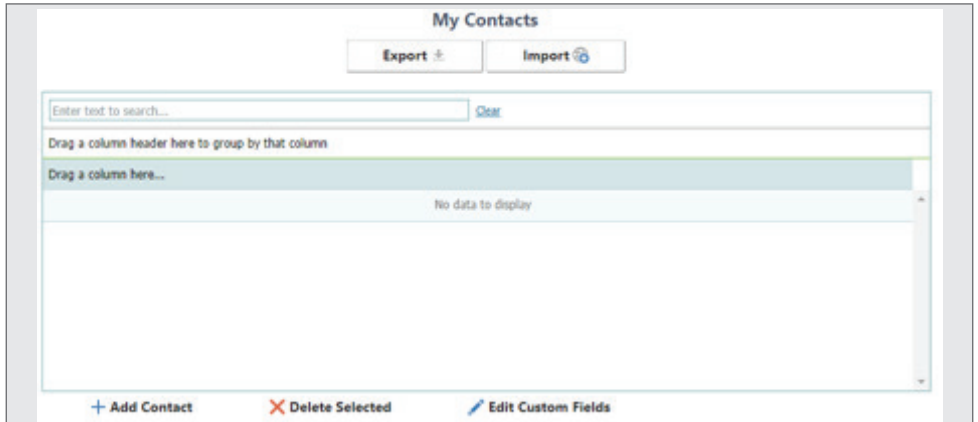 My Contacts
Export Import
Enter text to search... Clear
Drag a column header here to group by that column
Drag a column here...
No data to display
Add Contact Delete Selected Edit Custom Fields